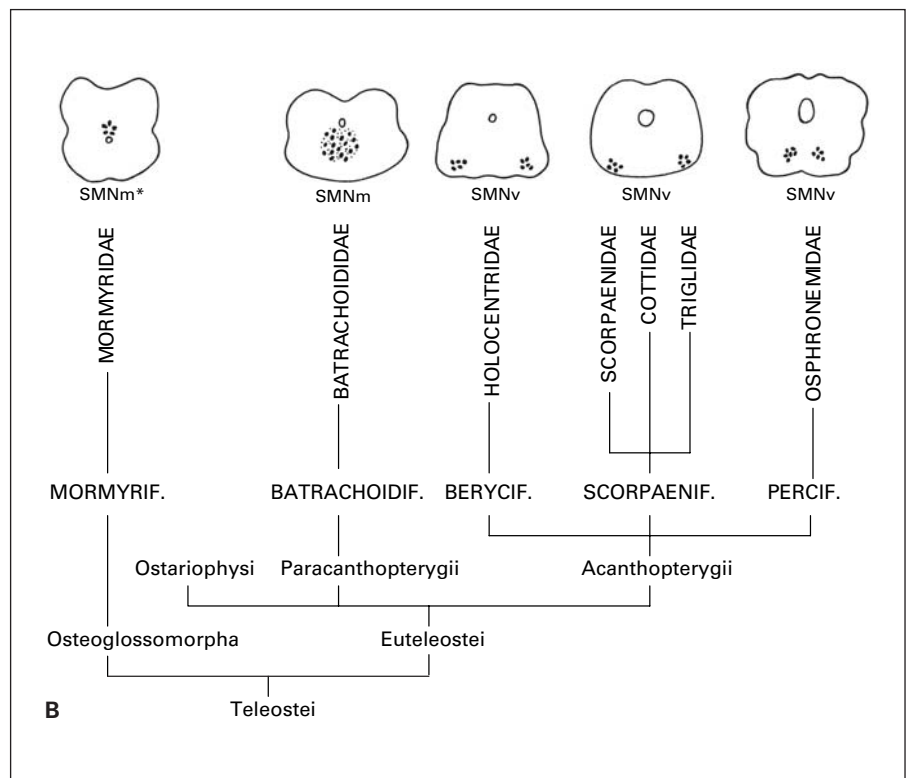 SMNm* SMNm SMNv SMNv SMNv
MORMYRIDAE
BATRACHOIDIDAE
HOLOCENTRIDAE
SCORPAENIDAE
COTTIDAE
TRIGLIDAE
OSPHRONEMIDAE
MORMYRIF. BATRACHOIDIF. BERYCIF. SCORPAENIF. PERCIF.
Ostariophysi Paracanthopterygii Acanthopterygii
Osteoglossomorpha Euteleostei
B Teleostei